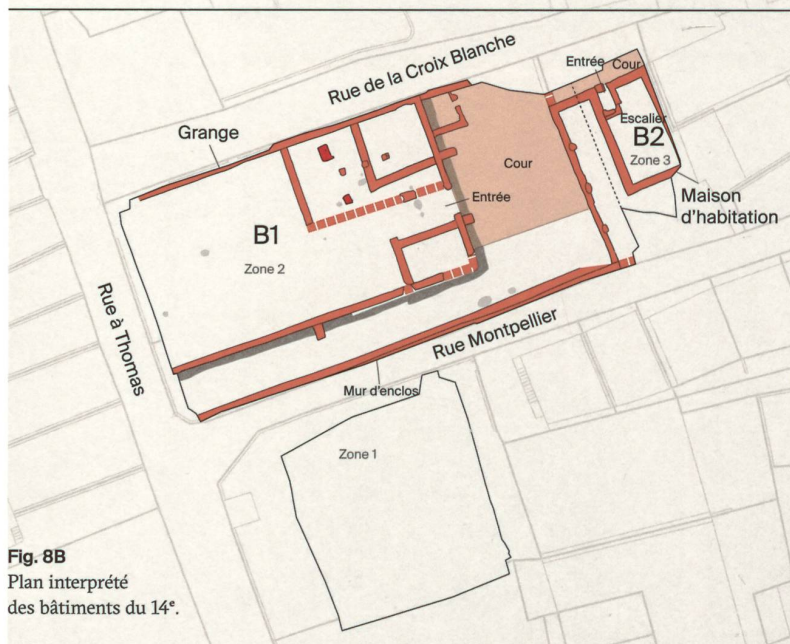 Rue de la Croix Blanche
Entrée
Cour
Grange
Escalier
B2
Zone 3
Cour
Maison
d'habitation
Entrée
B1
Zone 2
Rue à Thomas
Rue Montpellier
Mur d'enclos
Zone 1
Fig. 8B
Plan interprété
des bâtiments du 14ᵉ.